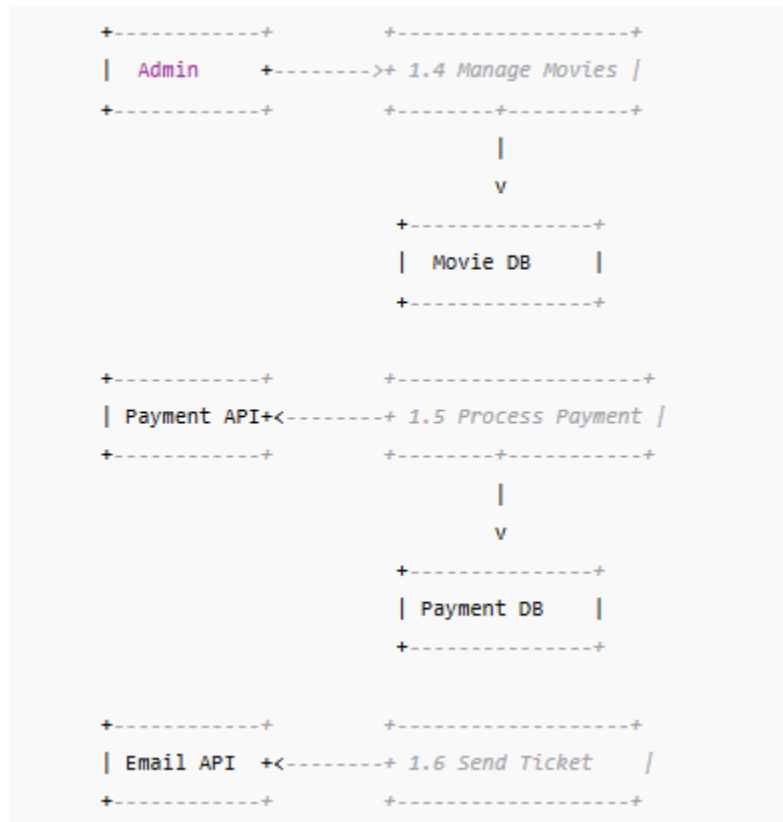 +------------+ +-------------------+
| Admin +-------->+ 1.4 Manage Movies |
+------------+ +--------+----------+
|
v
+---------------+
| Movie DB |
+---------------+
+------------+ +--------------------+
| Payment API+<--------+ 1.5 Process Payment |
+------------+ +--------+-----------+
|
v
+---------------+
| Payment DB |
+---------------+
+------------+ +-------------------+
| Email API +<--------+ 1.6 Send Ticket |
+------------+ +-------------------+